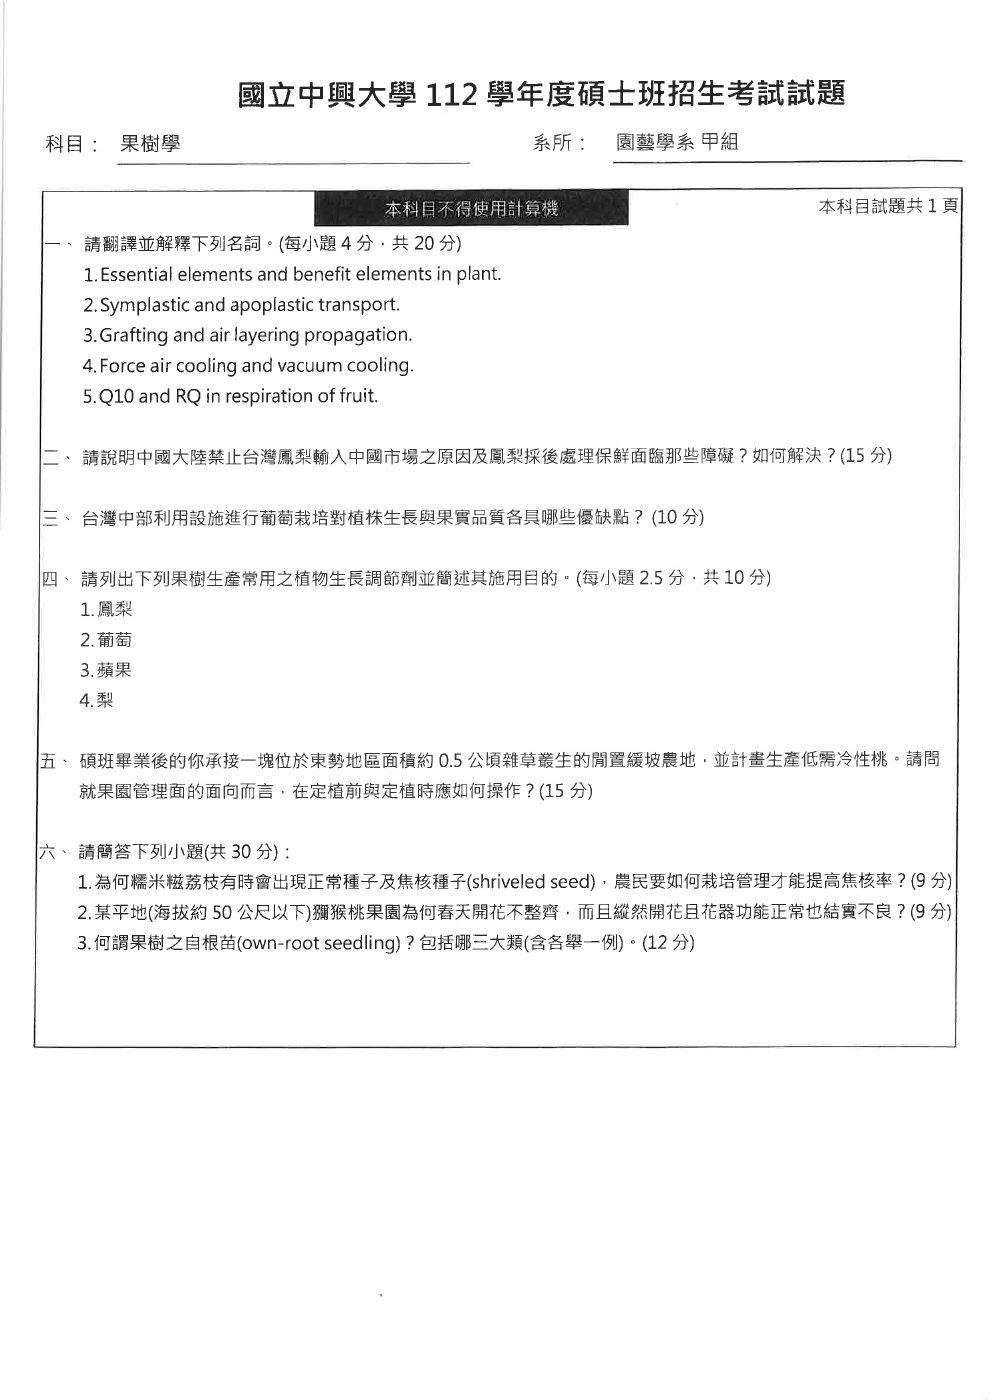 國立中興大學 112 學年度碩士班招生考試試題
科目： 果樹學 系所： 園藝學系 甲組
本科目不得使用計算機 本科目試題共 1 頁
一、 請翻譯並解釋下列名詞。(每小題 4 分，共 20 分)
1.Essential elements and benefit elements in plant.
2.Symplastic and apoplastic transport.
3.Grafting and air layering propagation.
4.Force air cooling and vacuum cooling.
5.Q10 and RQ in respiration of fruit.
二、 請說明中國大陸禁止台灣鳳梨輸入中國市場之原因及鳳梨採後處理保鮮面臨那些障礙？如何解決？(15 分)
三、 台灣中部利用設施進行葡萄栽培對植株生長與果實品質各具哪些優缺點？ (10 分)
四、 請列出下列果樹生產常用之植物生長調節劑並簡述其施用目的。(每小題 2.5 分，共 10 分)
1.鳳梨
2.葡萄
3.蘋果
4.梨
五、 碩班畢業後的你承接一塊位於東勢地區面積約 0.5 公頃雜草叢生的閒置緩坡農地，並計畫生產低需冷性桃。請問
就果園管理面的面向而言，在定植前與定植時應如何操作？(15 分)
六、 請簡答下列小題(共 30 分)：
1.為何糯米糍荔枝有時會出現正常種子及焦核種子(shriveled seed)、農民要如何栽培管理才能提高焦核率？(9 分)
2.某平地(海拔約 50 公尺以下)獼猴桃果園為何春天開花不整齊，而且縱然開花且花器功能正常也結實不良？(9 分)
3.何謂果樹之自根苗(own-root seedling)？包括哪三大類(含各舉一例)。(12 分)